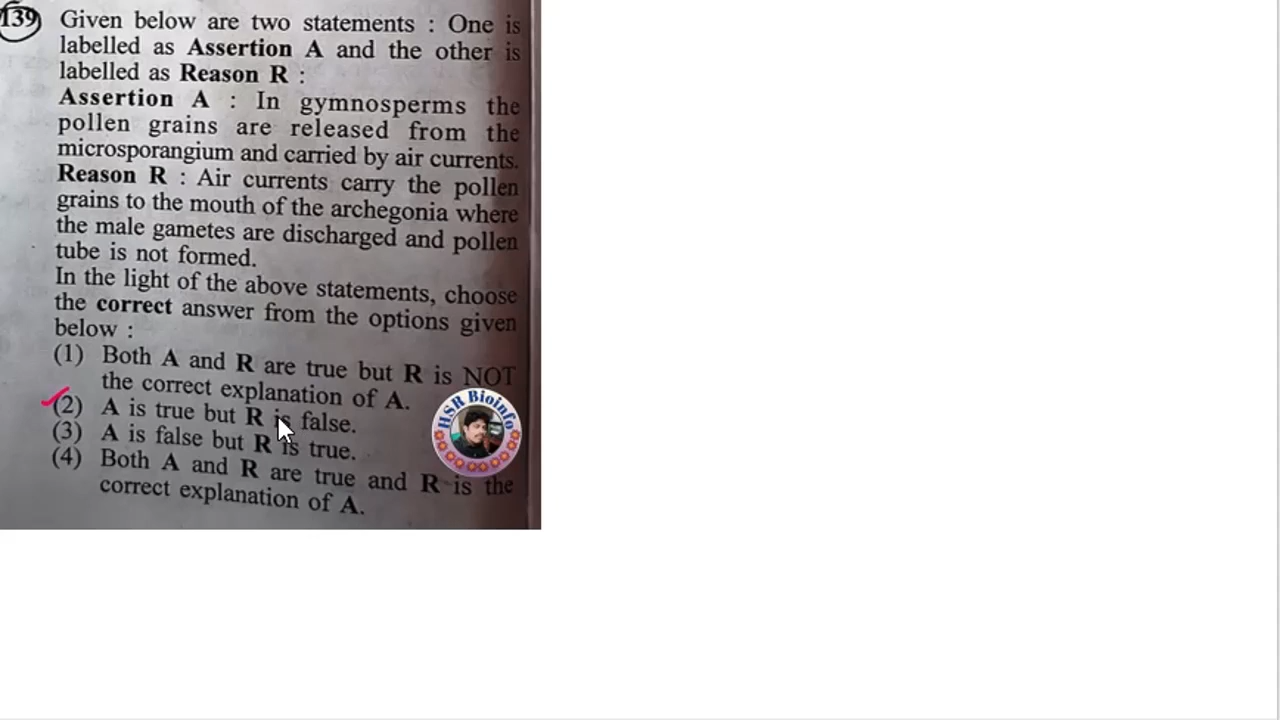 139 Given below are two statements : One is
labelled as Assertion A and the other is
labelled as Reason R :
Assertion A : In gymnosperms the
pollen grains are released from the
microsporangium and carried by air currents.
Reason R : Air currents carry the pollen
grains to the mouth of the archegonia where
the male gametes are discharged and pollen
tube is not formed.
In the light of the above statements, choose
the correct answer from the options given
below :
(1) Both A and R are true but R is NOT
the correct explanation of A.
(2) A is true but R is false.
(3) A is false but R is true.
(4) Both A and R are true and R is the
correct explanation of A.
HSR Bioinfo